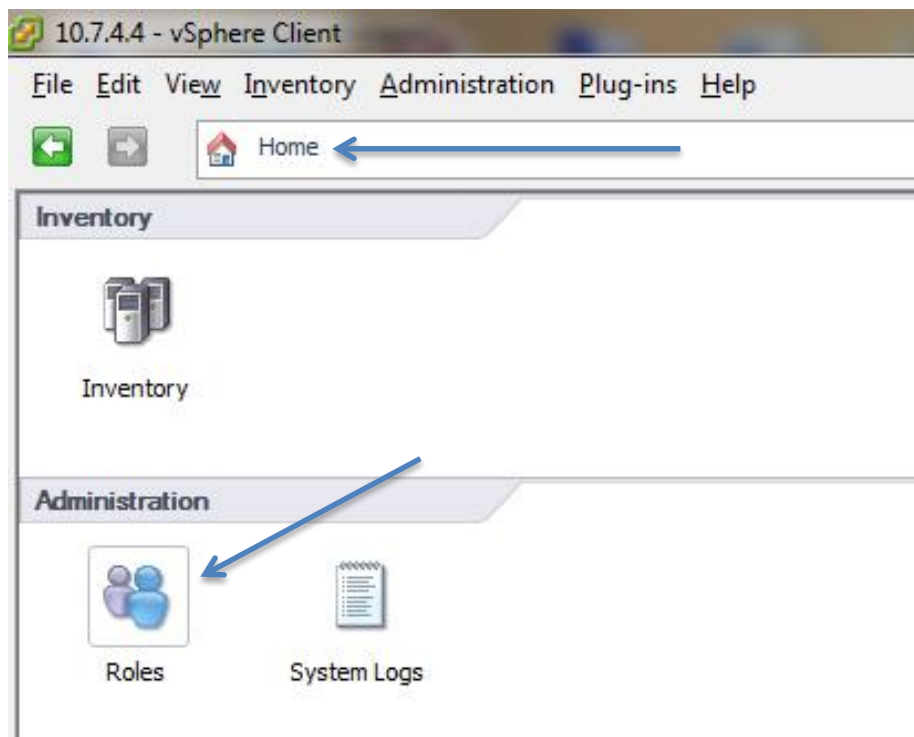 10.7.4.4 - vSphere Client
File Edit View Inventory Administration Plug-ins Help
Home
Inventory
Inventory
Administration
Roles System Logs